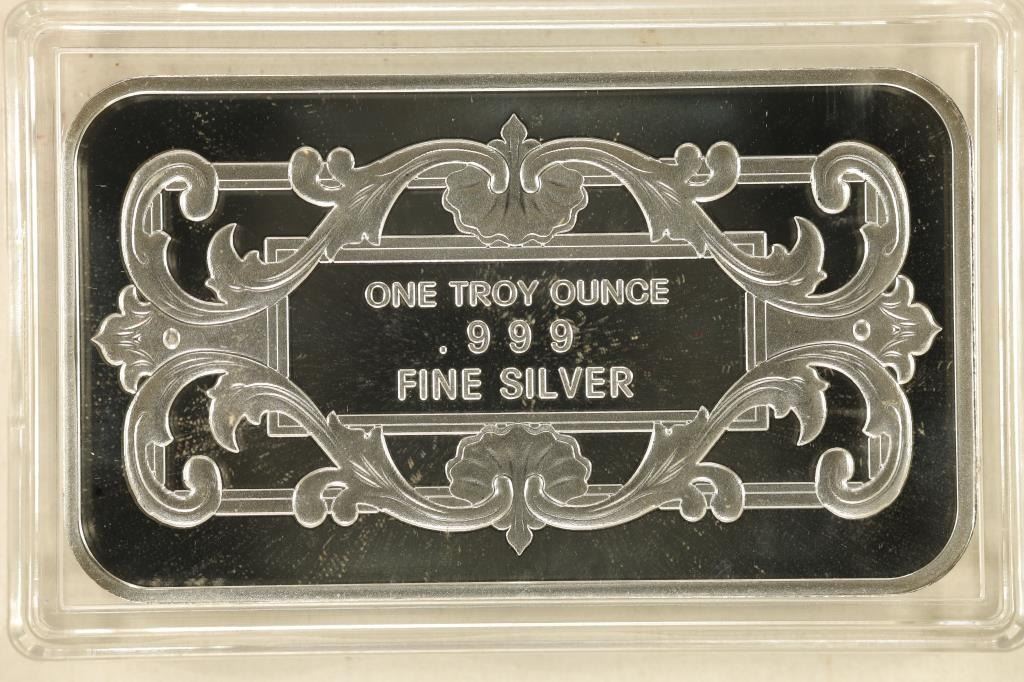 ONE TROY OUNCE
.999
FINE SILVER